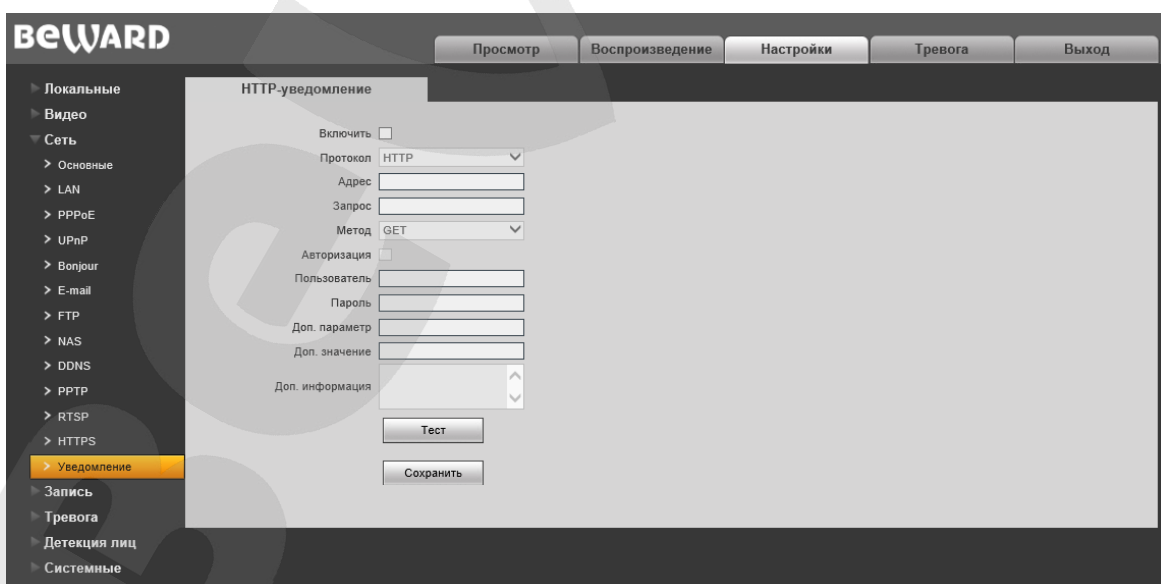 BEWARD
Просмотр
Воспроизведение
Настройки
Тревога
Выход
Локальные
Видео
Сеть
Основные
LAN
PPPoE
UPnP
Bonjour
E-mail
FTP
NAS
DDNS
PPTP
RTSP
HTTPS
Уведомление
Запись
Тревога
Детекция лиц
Системные
HTTP-уведомление
Включить
Протокол HTTP
Адрес
Запрос
Метод GET
Авторизация
Пользователь
Пароль
Доп. параметр
Доп. значение
Доп. информация
Тест
Сохранить